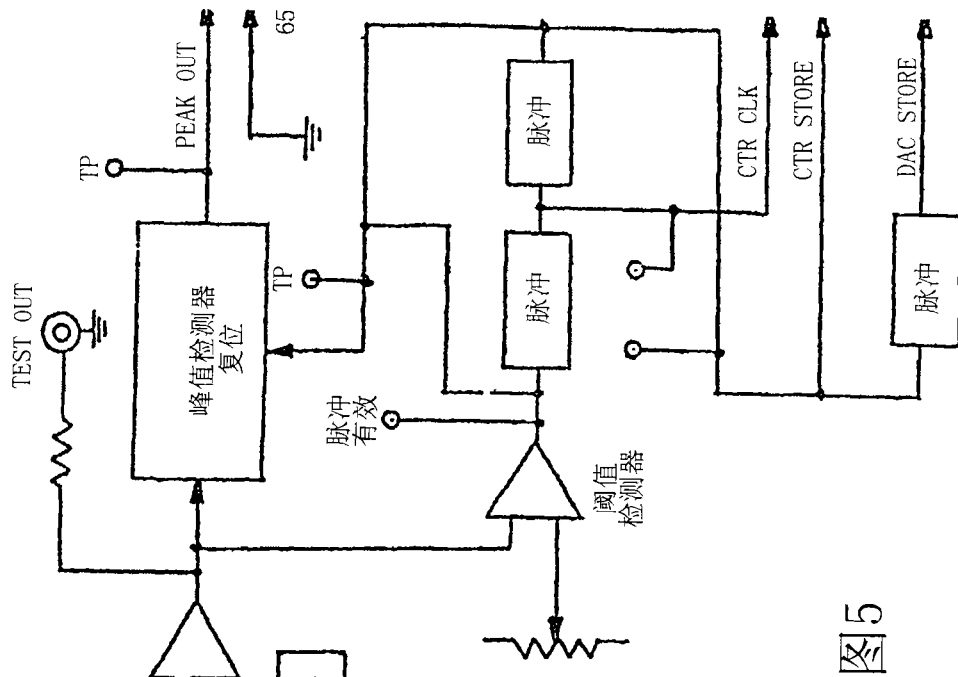 TEST OUT
TP
PEAK OUT
65
峰值检测器
复位
TP
脉冲
有效
脉冲
脉冲
阈值
检测器
CTR CLK
CTR STORE
DAC STORE
脉冲
图5